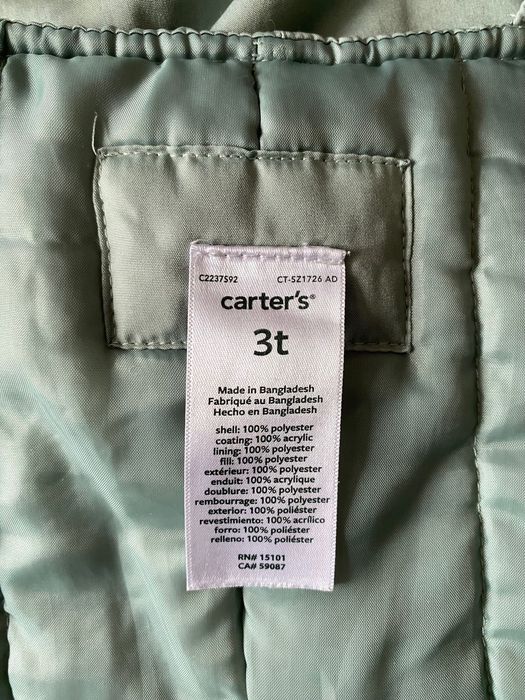 C2237592 CT-SZ1726 AD
carter's®
3t
Made in Bangladesh
Fabriqué au Bangladesh
Hecho en Bangladesh
shell: 100% polyester
coating: 100% acrylic
lining: 100% polyester
fill: 100% polyester
extérieur: 100% polyester
enduit: 100% acrylique
doublure: 100% polyester
rembourrage: 100% polyester
exterior: 100% poliéster
revestimiento: 100% acrílico
forro: 100% poliéster
relleno: 100% poliéster
RN# 15101
CA# 59087